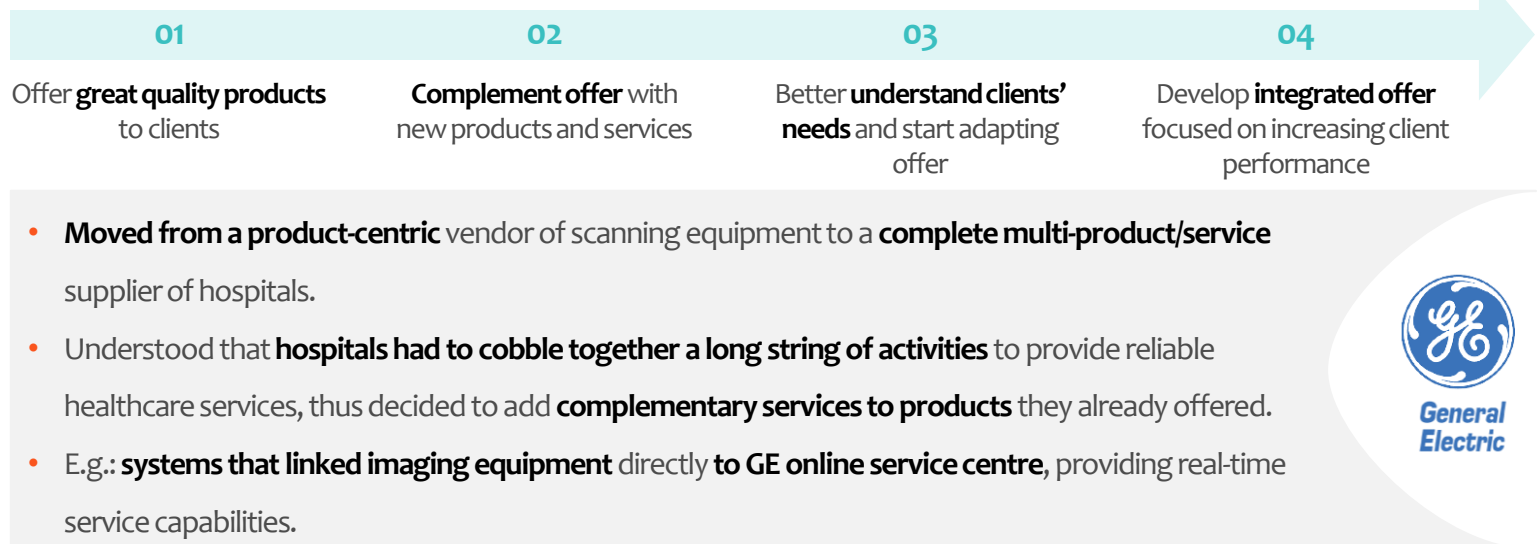 01 02 03 04
Offer great quality products
to clients
Complement offer with
new products and services
Better understand clients’
needs and start adapting
offer
Develop integrated offer
focused on increasing client
performance
• Moved from a product-centric vendor of scanning equipment to a complete multi-product/service
supplier of hospitals.
• Understood that hospitals had to cobble together a long string of activities to provide reliable
healthcare services, thus decided to add complementary services to products they already offered.
• E.g.: systems that linked imaging equipment directly to GE online service centre, providing real-time
service capabilities.
GE
General
Electric